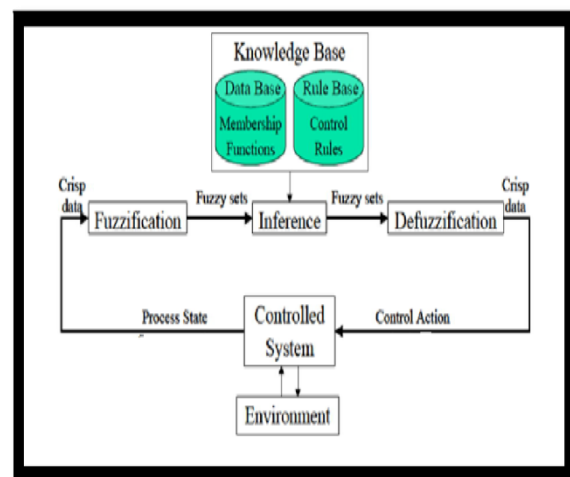 Knowledge Base
Data Base
Membership
Functions
Rule Base
Control
Rules
Crisp
data
Fuzzification
Fuzzy sets
Inference
Fuzzy sets
Defuzzification
Crisp
data
Process State
Controlled
System
Control Action
Environment